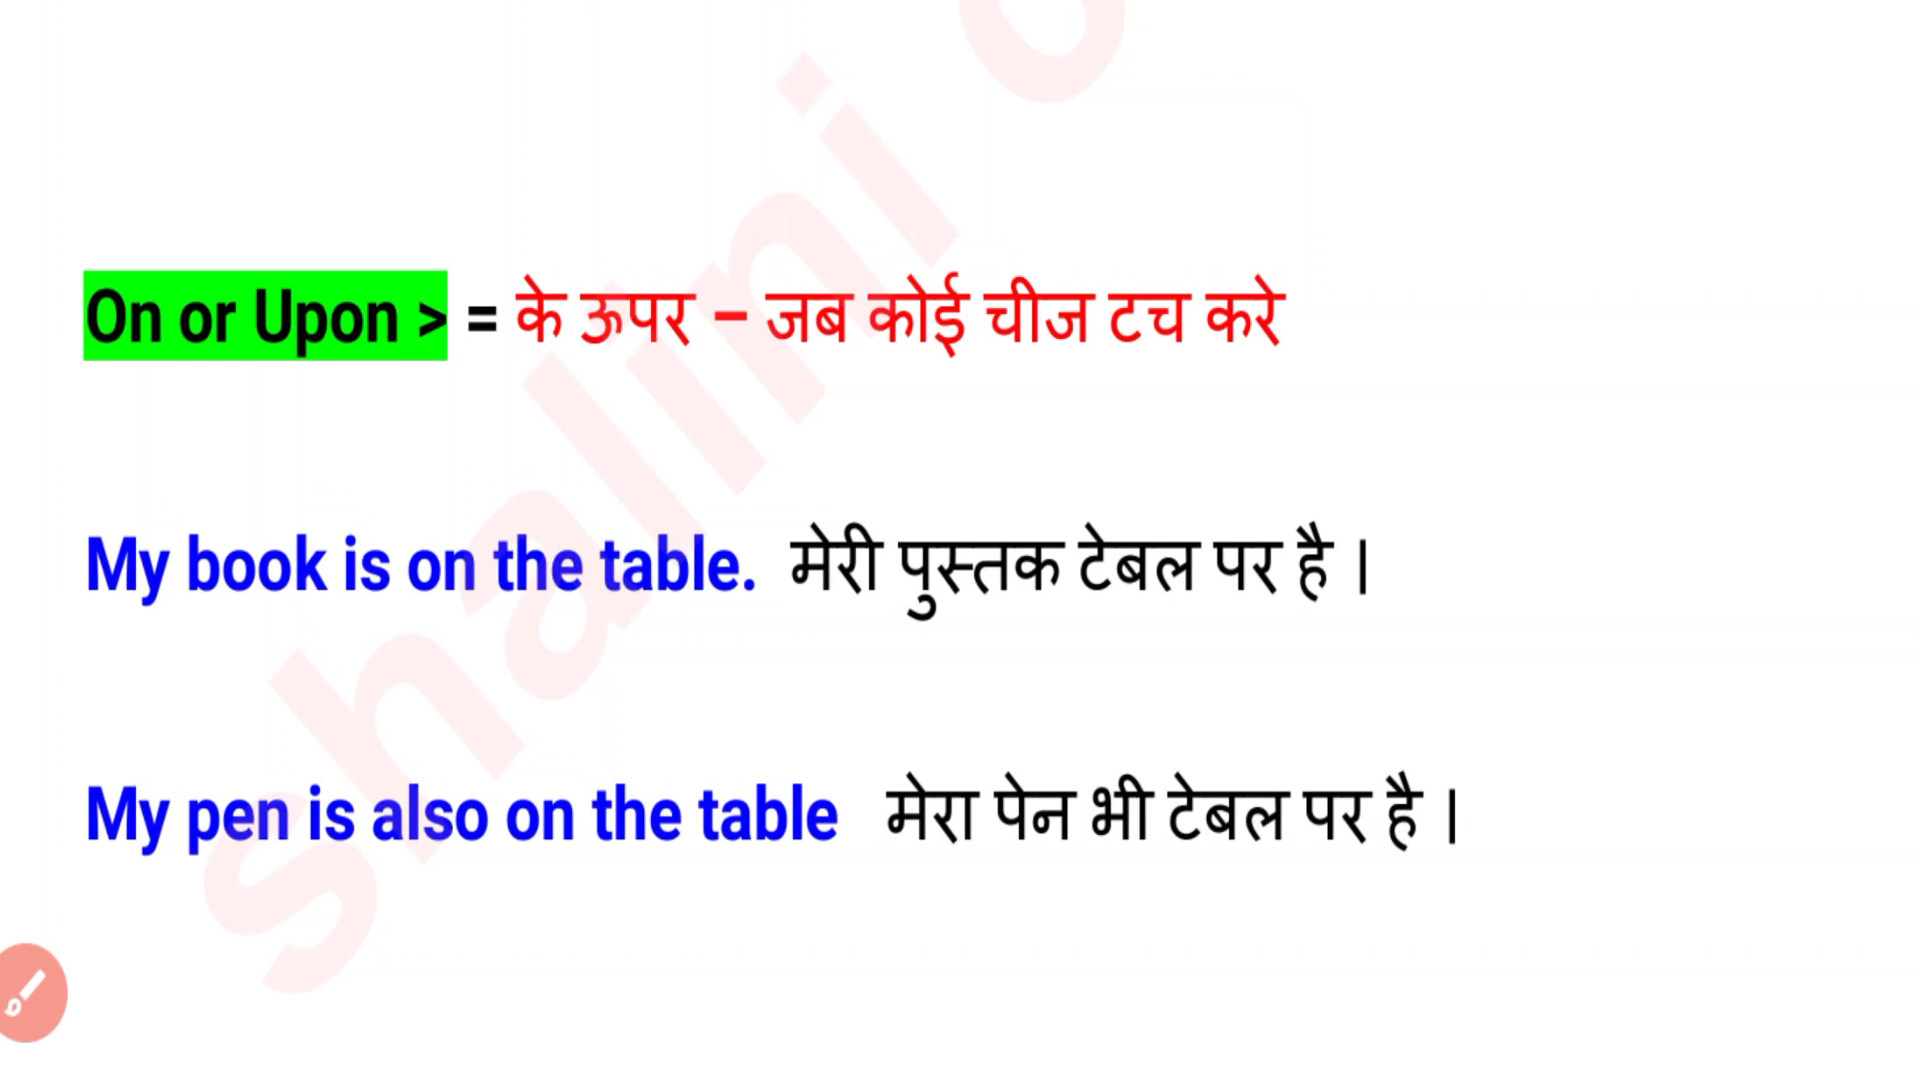 On or Upon > = के ऊपर – जब कोई चीज टच करे
My book is on the table. मेरी पुस्तक टेबल पर है ।
My pen is also on the table मेरा पेन भी टेबल पर है ।
shalini